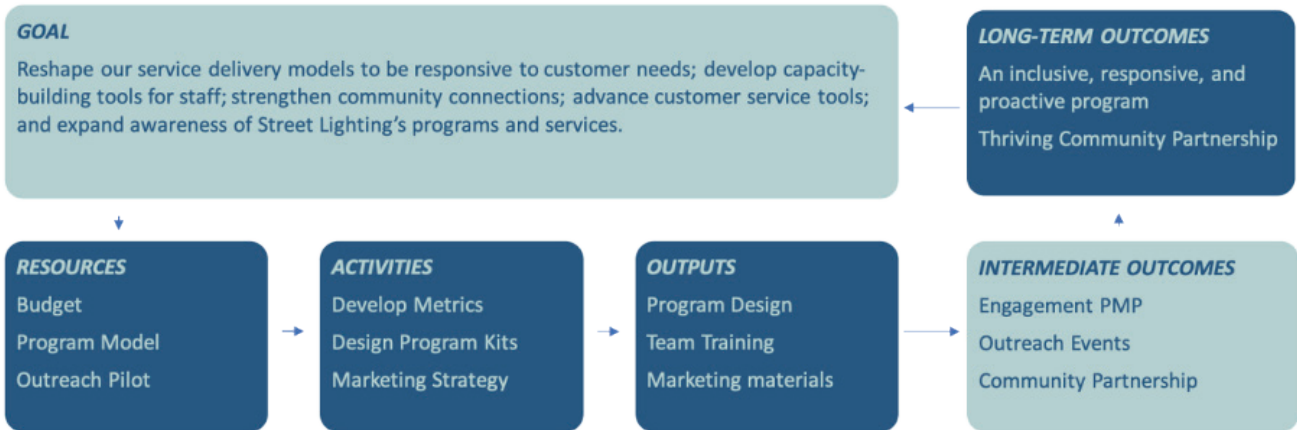 GOAL
Reshape our service delivery models to be responsive to customer needs; develop capacity-
building tools for staff; strengthen community connections; advance customer service tools;
and expand awareness of Street Lighting's programs and services.
LONG-TERM OUTCOMES
An inclusive, responsive, and
proactive program
Thriving Community Partnership
RESOURCES
Budget
Program Model
Outreach Pilot
ACTIVITIES
Develop Metrics
Design Program Kits
Marketing Strategy
OUTPUTS
Program Design
Team Training
Marketing materials
INTERMEDIATE OUTCOMES
Engagement PMP
Outreach Events
Community Partnership